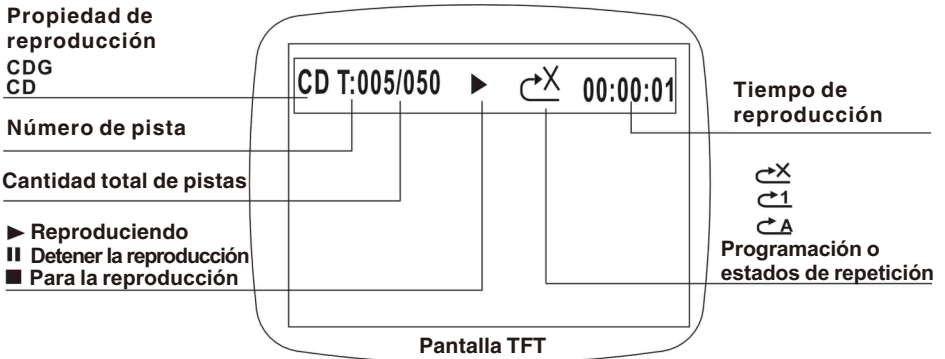 Propiedad de
reproducción
CDG
CD
Número de pista
Cantidad total de pistas
▶ Reproduciendo
II Detener la reproducción
■ Para la reproducción
CD T:005/050 ▶ X 00:00:01
Tiempo de
reproducción
X
1
A
Programación o
estados de repetición
Pantalla TFT